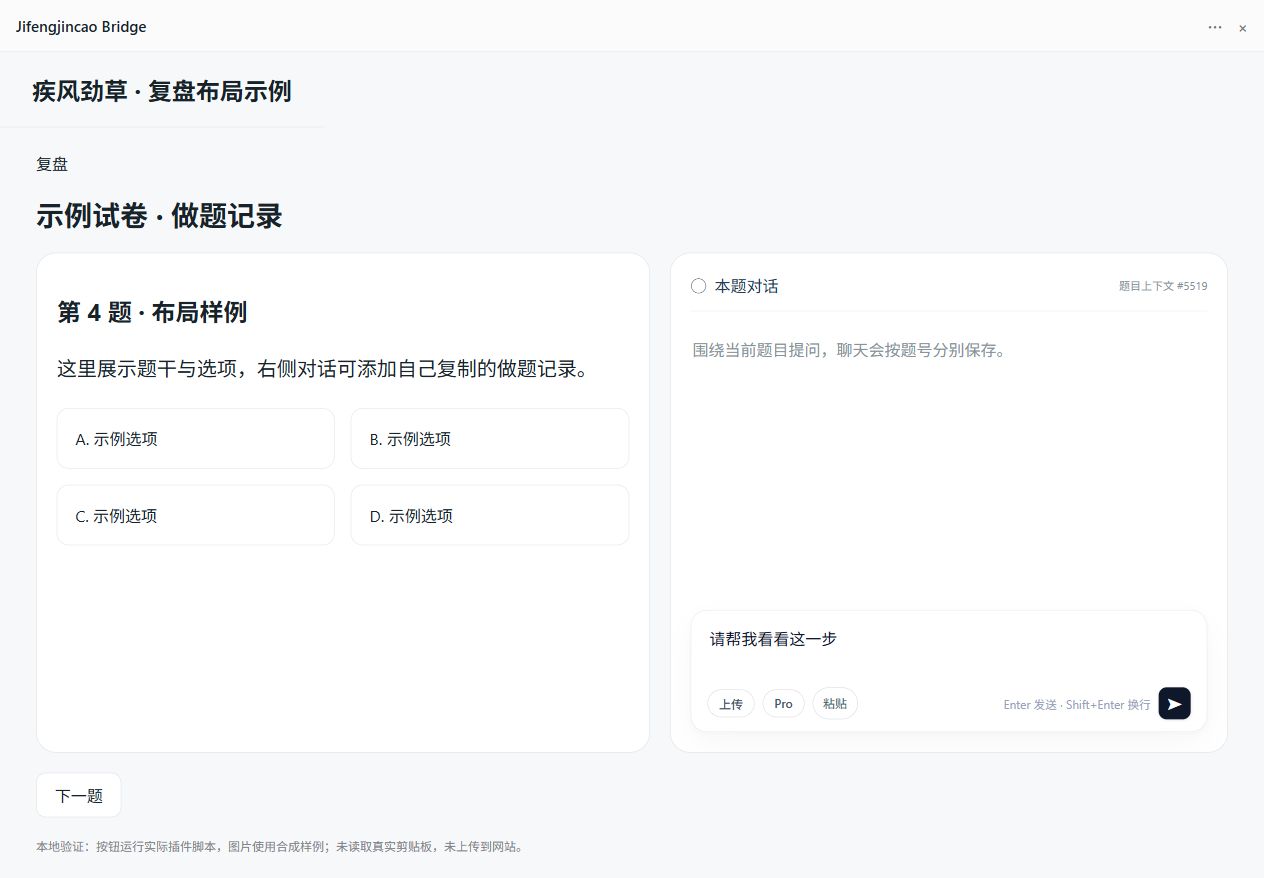 Jifengjincao Bridge
疾风劲草 · 复盘布局示例
复盘
示例试卷 · 做题记录
第 4 题 · 布局样例
这里展示题干与选项，右侧对话可添加自己复制的做题记录。
A. 示例选项
B. 示例选项
C. 示例选项
D. 示例选项
本题对话
题目上下文 #5519
围绕当前题目提问，聊天会按题号分别保存。
请帮我看看这一步
上传
Pro
粘贴
Enter 发送 · Shift+Enter 换行
下一题
本地验证：按钮运行实际插件脚本，图片使用合成样例；未读取真实剪贴板，未上传到网站。